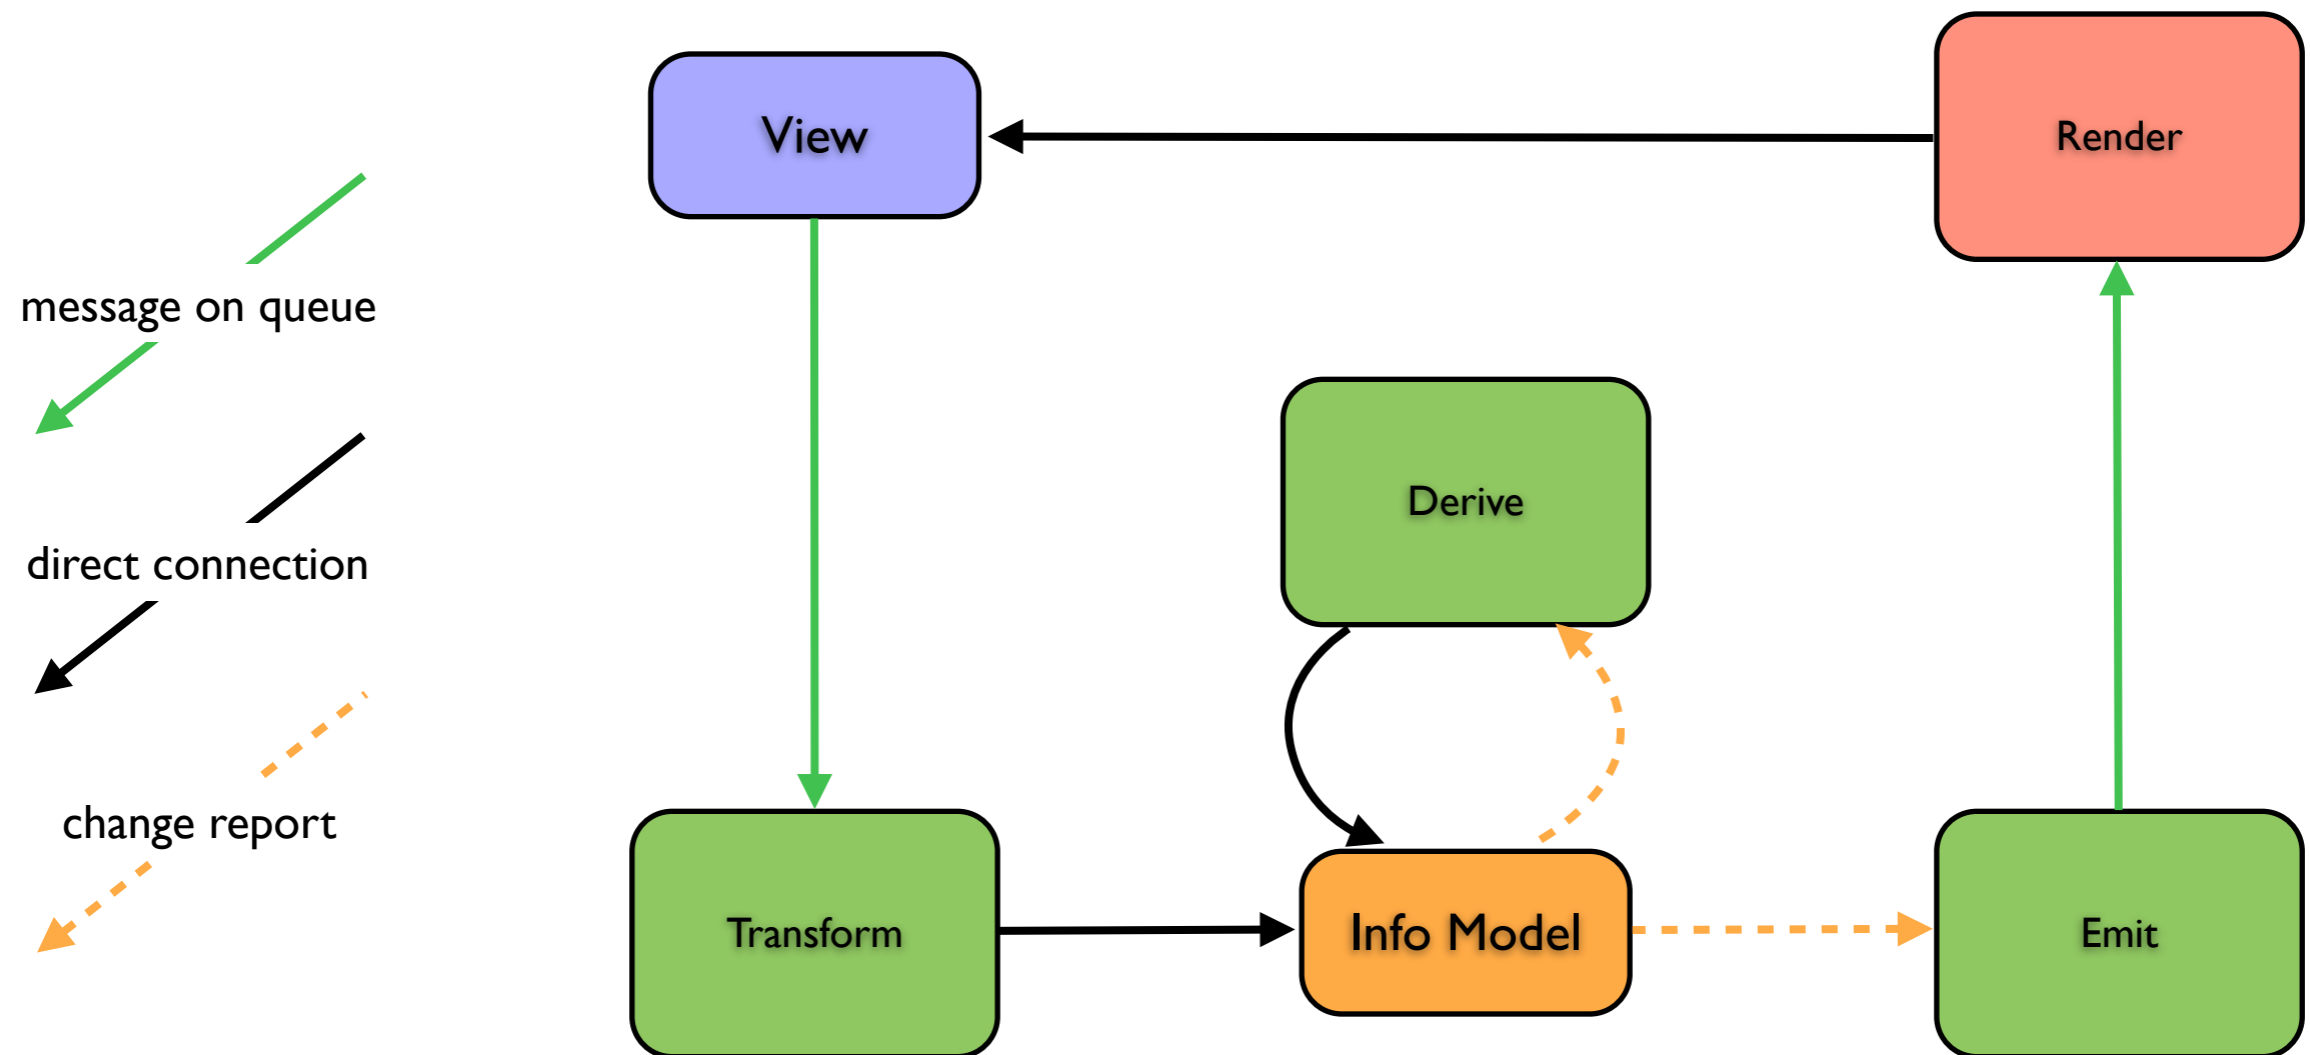 View
Render
message on queue
Derive
direct connection
change report
Transform
Info Model
Emit